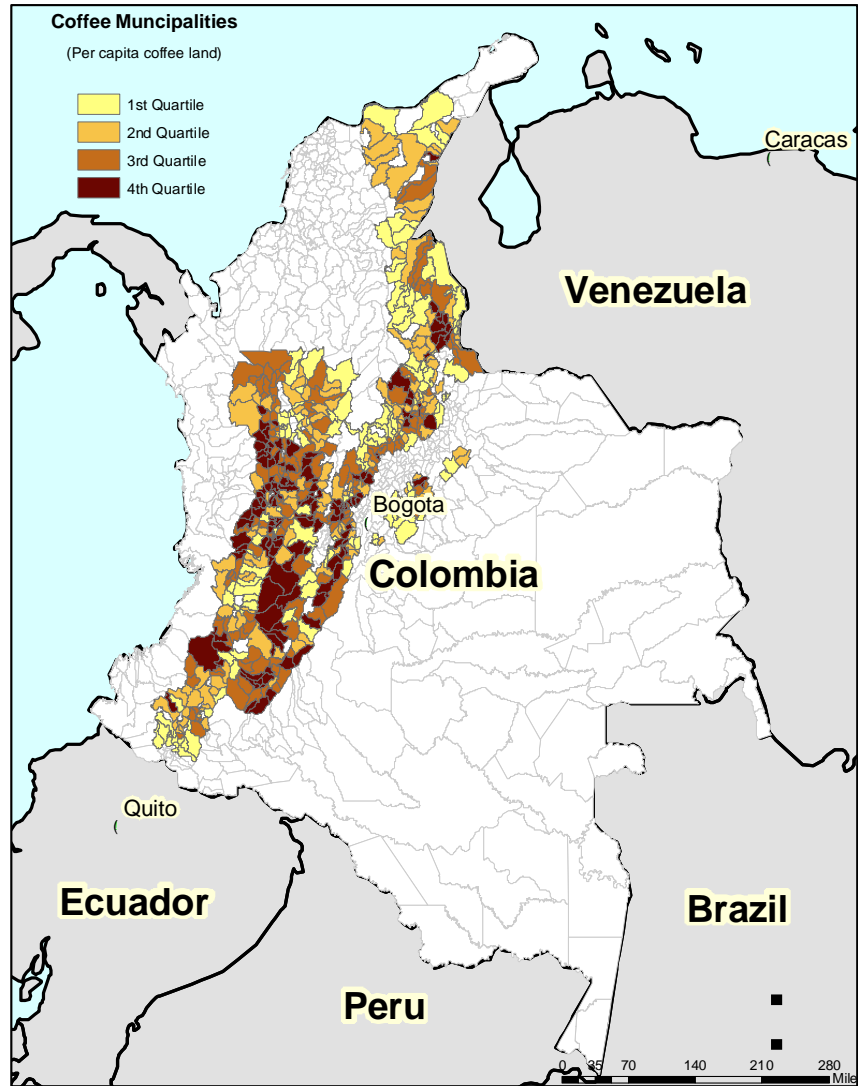 Coffee Muncipalities
(Per capita coffee land)
1st Quartile
2nd Quartile
3rd Quartile
4th Quartile
Caracas
Venezuela
Bogota
Colombia
Quito
Ecuador
Brazil
Peru
0 35 70 140 210 280
Mile